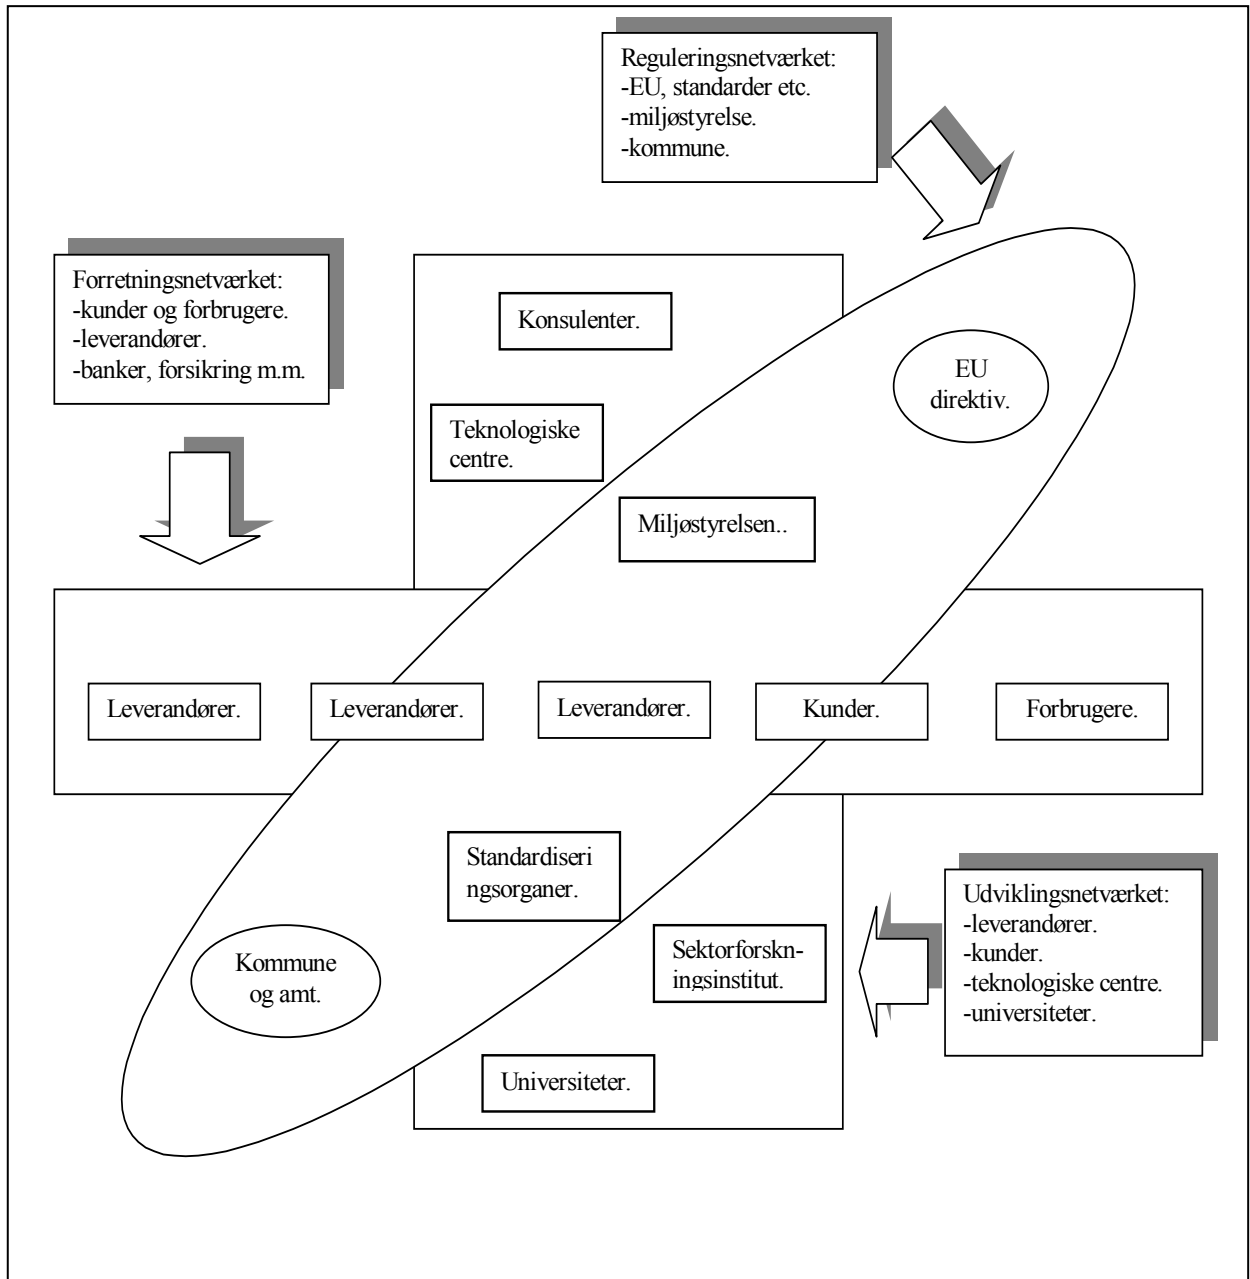 Reguleringsnetværket:
-EU, standarder etc.
-miljøstyrelse.
-kommune.
Forretningsnetværket:
-kunder og forbrugere.
-leverandører.
-banker, forsikring m.m.
Konsulenter.
EU
direktiv.
Teknologiske
centre.
Miljøstyrelsen..
Leverandører.
Leverandører.
Leverandører.
Kunder.
Forbrugere.
Standardiseri
ngsorganer.
Udviklingsnetværket:
-leverandører.
-kunder.
-teknologiske centre.
-universiteter.
Sektorforskn-
ingsinstitut.
Kommune
og amt.
Universiteter.